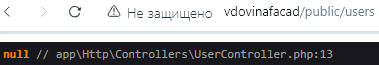 Не защищено vdovinafacad/public/users
null // app\Http\Controllers\UserController.php:13